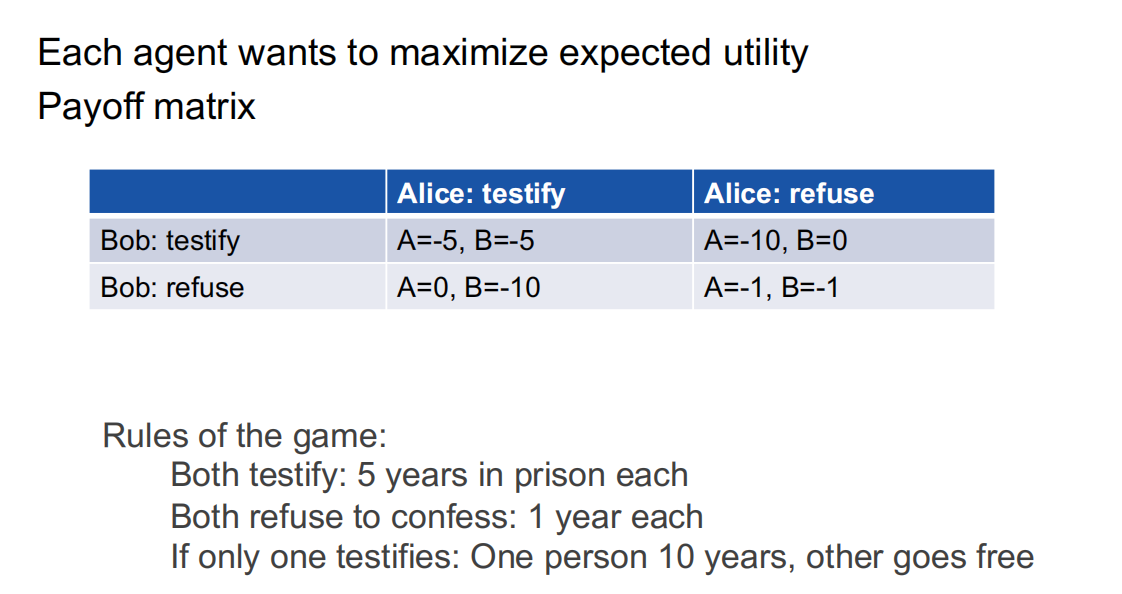 Each agent wants to maximize expected utility
Payoff matrix
Alice: testify Alice: refuse
Bob: testify A=-5, B=-5 A=-10, B=0
Bob: refuse A=0, B=-10 A=-1, B=-1
Rules of the game:
Both testify: 5 years in prison each
Both refuse to confess: 1 year each
If only one testifies: One person 10 years, other goes free